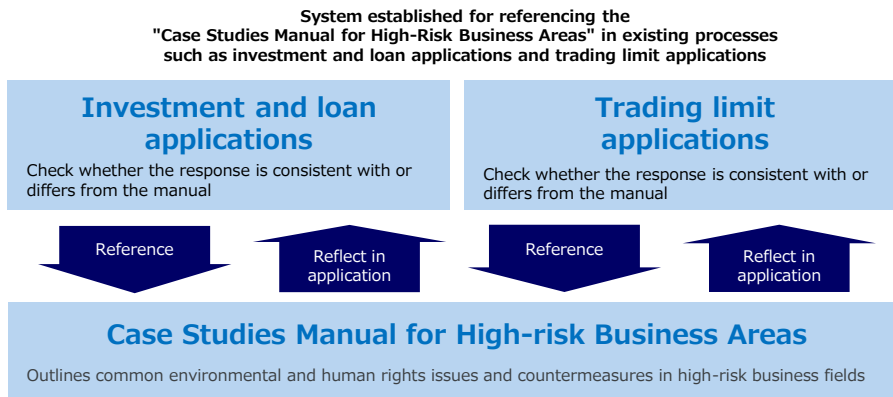 System established for referencing the
"Case Studies Manual for High-Risk Business Areas" in existing processes
such as investment and loan applications and trading limit applications
Investment and loan
applications
Check whether the response is consistent with or
differs from the manual
Trading limit
applications
Check whether the response is consistent with or
differs from the manual
Reference
Reflect in
application
Reference
Reflect in
application
Case Studies Manual for High-risk Business Areas
Outlines common environmental and human rights issues and countermeasures in high-risk business fields